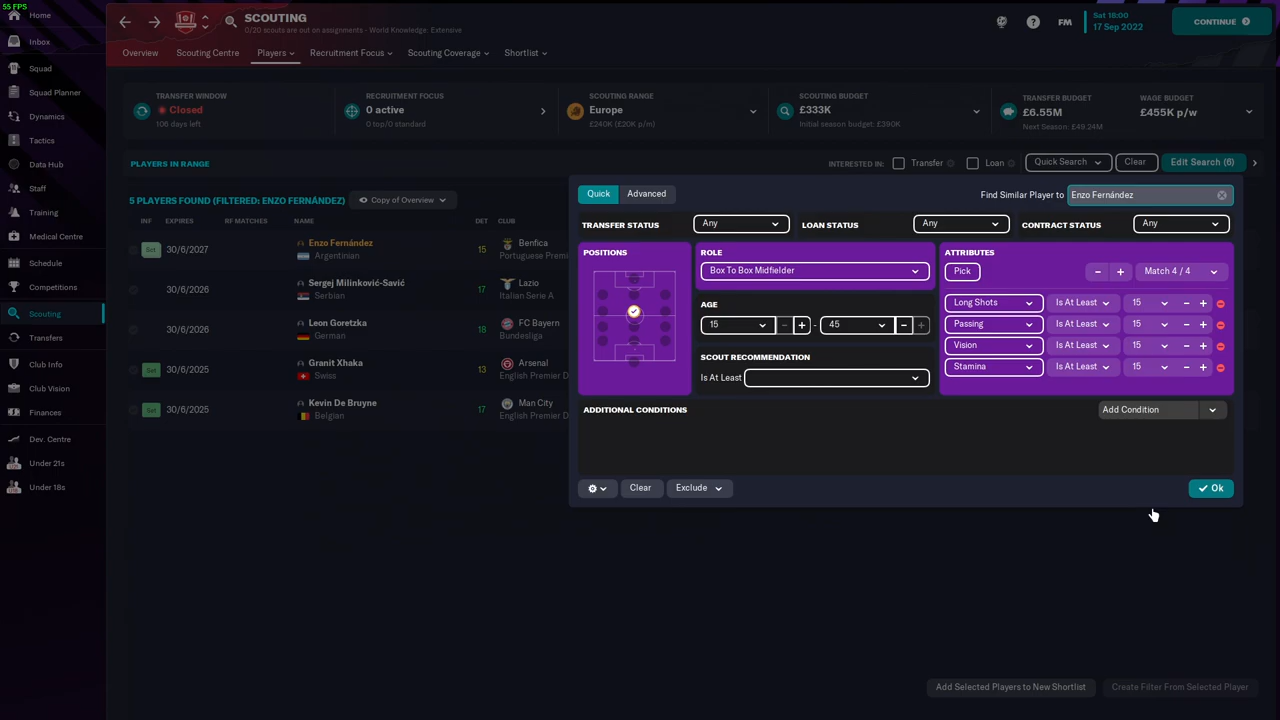 55 FPS
Home
Inbox
Squad
Squad Planner
Dynamics
Tactics
Data Hub
Staff
Training
Medical Centre
Schedule
Competitions
Scouting
Transfers
Club Info
Club Vision
Finances
Dev. Centre
Under 21s
Under 18s
SCOUTING
0/20 scouts are out on assignments - World Knowledge: Extensive
FM
Sat 16:00
17 Sep 2022
CONTINUE
Overview
Scouting Centre
Players
Recruitment Focus
Scouting Coverage
Shortlist
TRANSFER WINDOW
Closed
106 days left
RECRUITMENT FOCUS
0 active
0 top/0 standard
SCOUTING RANGE
Europe
£240K (£20K p/m)
SCOUTING BUDGET
£333K
Initial season budget: £390K
TRANSFER BUDGET
£6.55M
Next Season: £49.24M
WAGE BUDGET
£455K p/w
PLAYERS IN RANGE
INTERESTED IN:
Transfer
Loan
Quick Search
Clear
Edit Search (6)
5 PLAYERS FOUND (FILTERED: ENZO FERNÁNDEZ)
Copy of Overview
INF EXPIRES RF MATCHES NAME DET CLUB
Sct 30/6/2027 Enzo Fernández 15 Benfica
Argentinian Portuguese Premi
30/6/2026 Sergej Milinković-Savić 17 Lazio
Serbian Italian Serie A
30/6/2026 Leon Goretzka 18 FC Bayern
German Bundesliga
Sct 30/6/2025 Granit Xhaka 13 Arsenal
Swiss English Premier D
Sct 30/6/2025 Kevin De Bruyne 17 Man City
Belgian English Premier D
Quick
Advanced
Find Similar Player to
Enzo Fernández
TRANSFER STATUS
Any
LOAN STATUS
Any
CONTRACT STATUS
Any
POSITIONS
ROLE
Box To Box Midfielder
AGE
15 - + - 45 - +
SCOUT RECOMMENDATION
Is At Least
ATTRIBUTES
Pick
- +
Match 4 / 4
Long Shots Is At Least 15 - +
Passing Is At Least 15 - +
Vision Is At Least 15 - +
Stamina Is At Least 15 - +
ADDITIONAL CONDITIONS
Add Condition
Clear
Exclude
Ok
Add Selected Players to New Shortlist
Create Filter From Selected Player